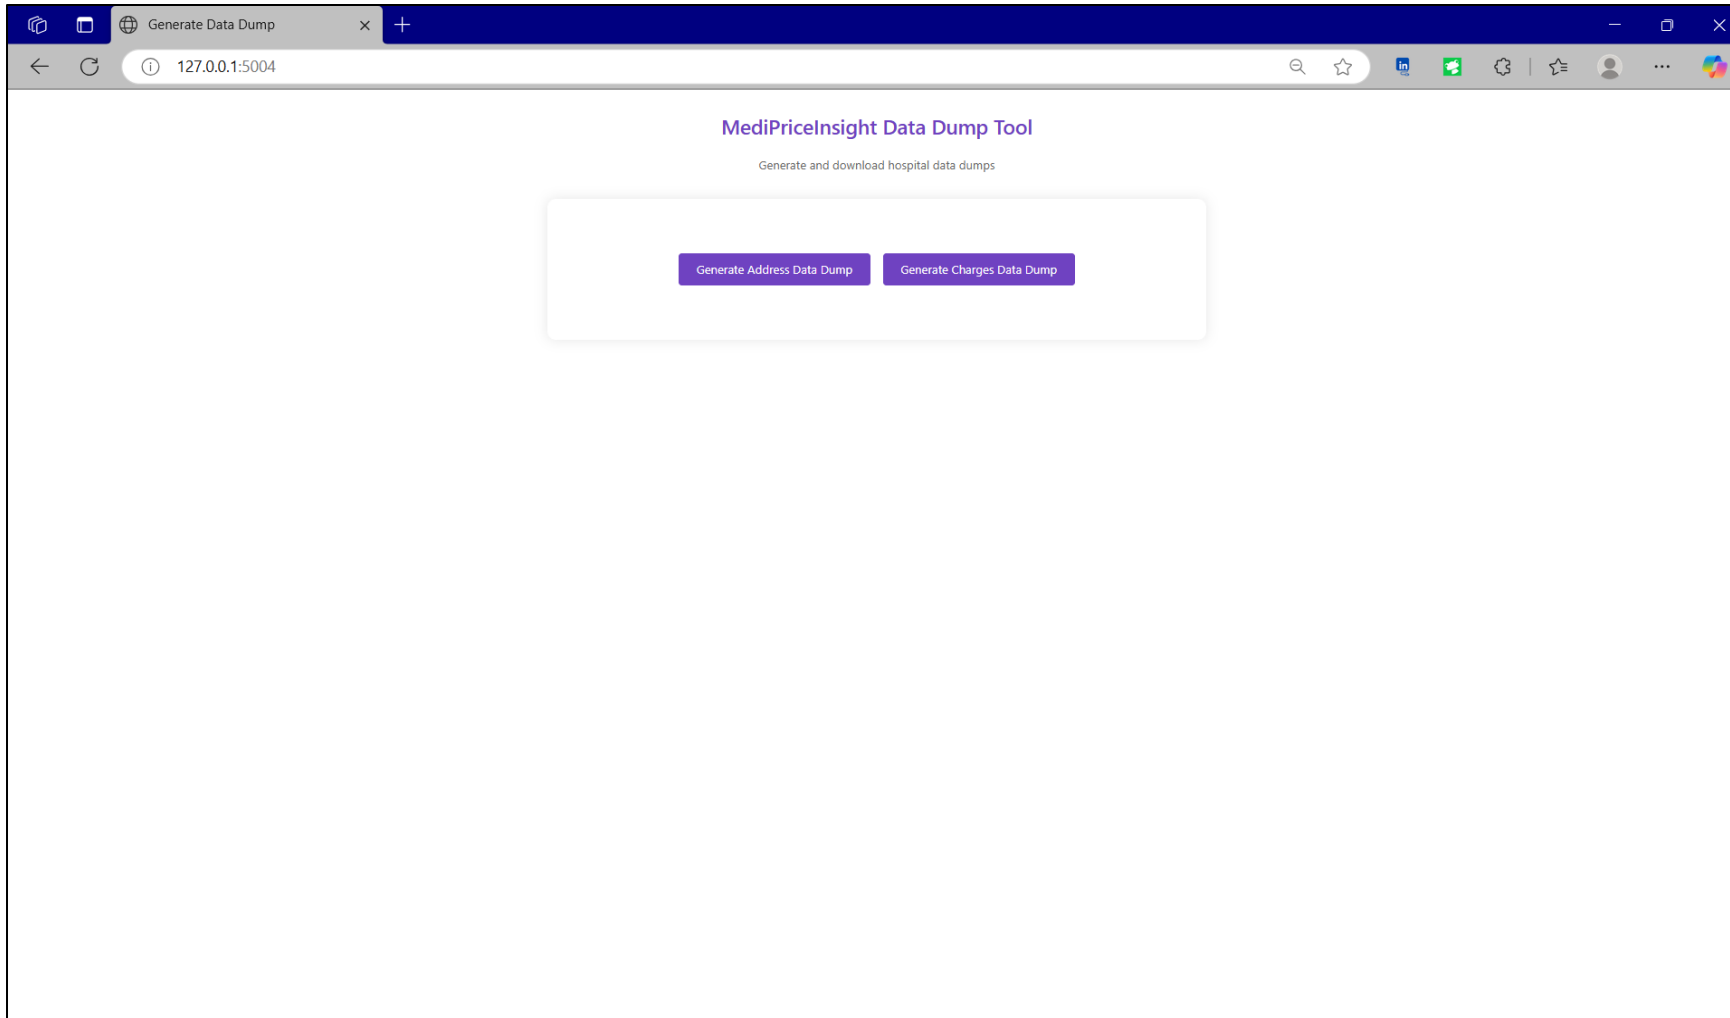 Generate Data Dump
127.0.0.1:5004
in
MediPriceInsight Data Dump Tool
Generate and download hospital data dumps
Generate Address Data Dump
Generate Charges Data Dump